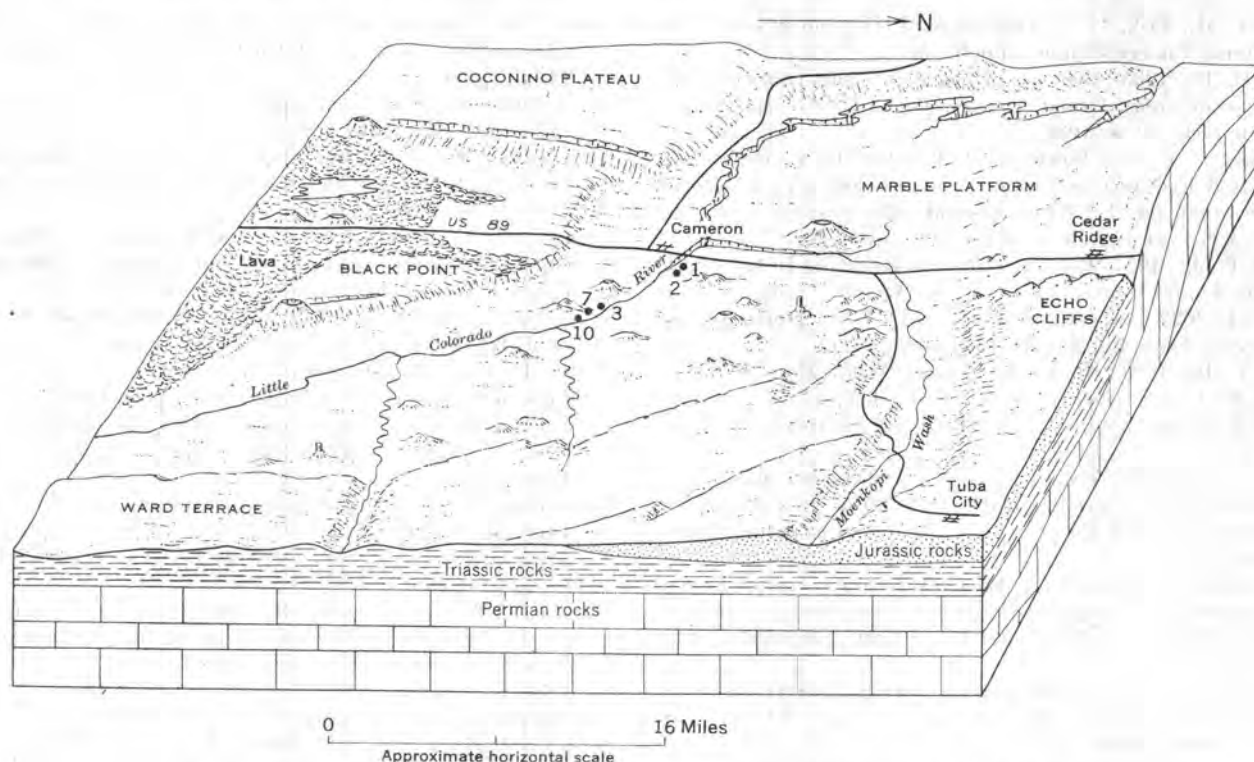 N
COCONINO PLATEAU
MARBLE PLATFORM
US 89
Cameron
Cedar
Ridge
Lava
BLACK POINT
River
1
2
ECHO
CLIFFS
7
3
10
Colorado
Little
Wash
Moenkopi
Tuba
City
WARD TERRACE
Jurassic rocks
Triassic rocks
Permian rocks
0
16 Miles
Approximate horizontal scale